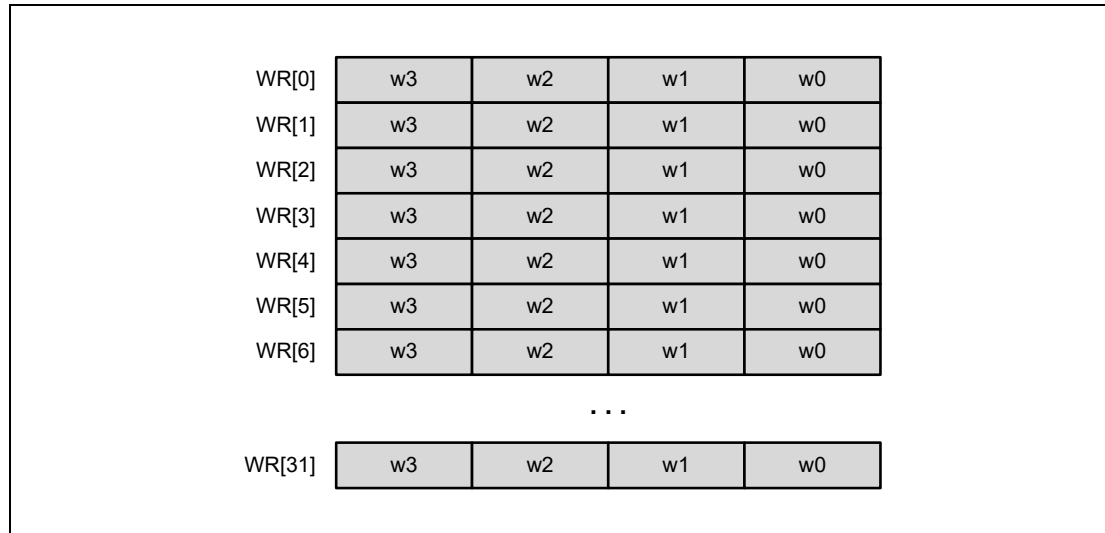 WR[0] w3 w2 w1 w0
WR[1] w3 w2 w1 w0
WR[2] w3 w2 w1 w0
WR[3] w3 w2 w1 w0
WR[4] w3 w2 w1 w0
WR[5] w3 w2 w1 w0
WR[6] w3 w2 w1 w0
. . .
WR[31] w3 w2 w1 w0